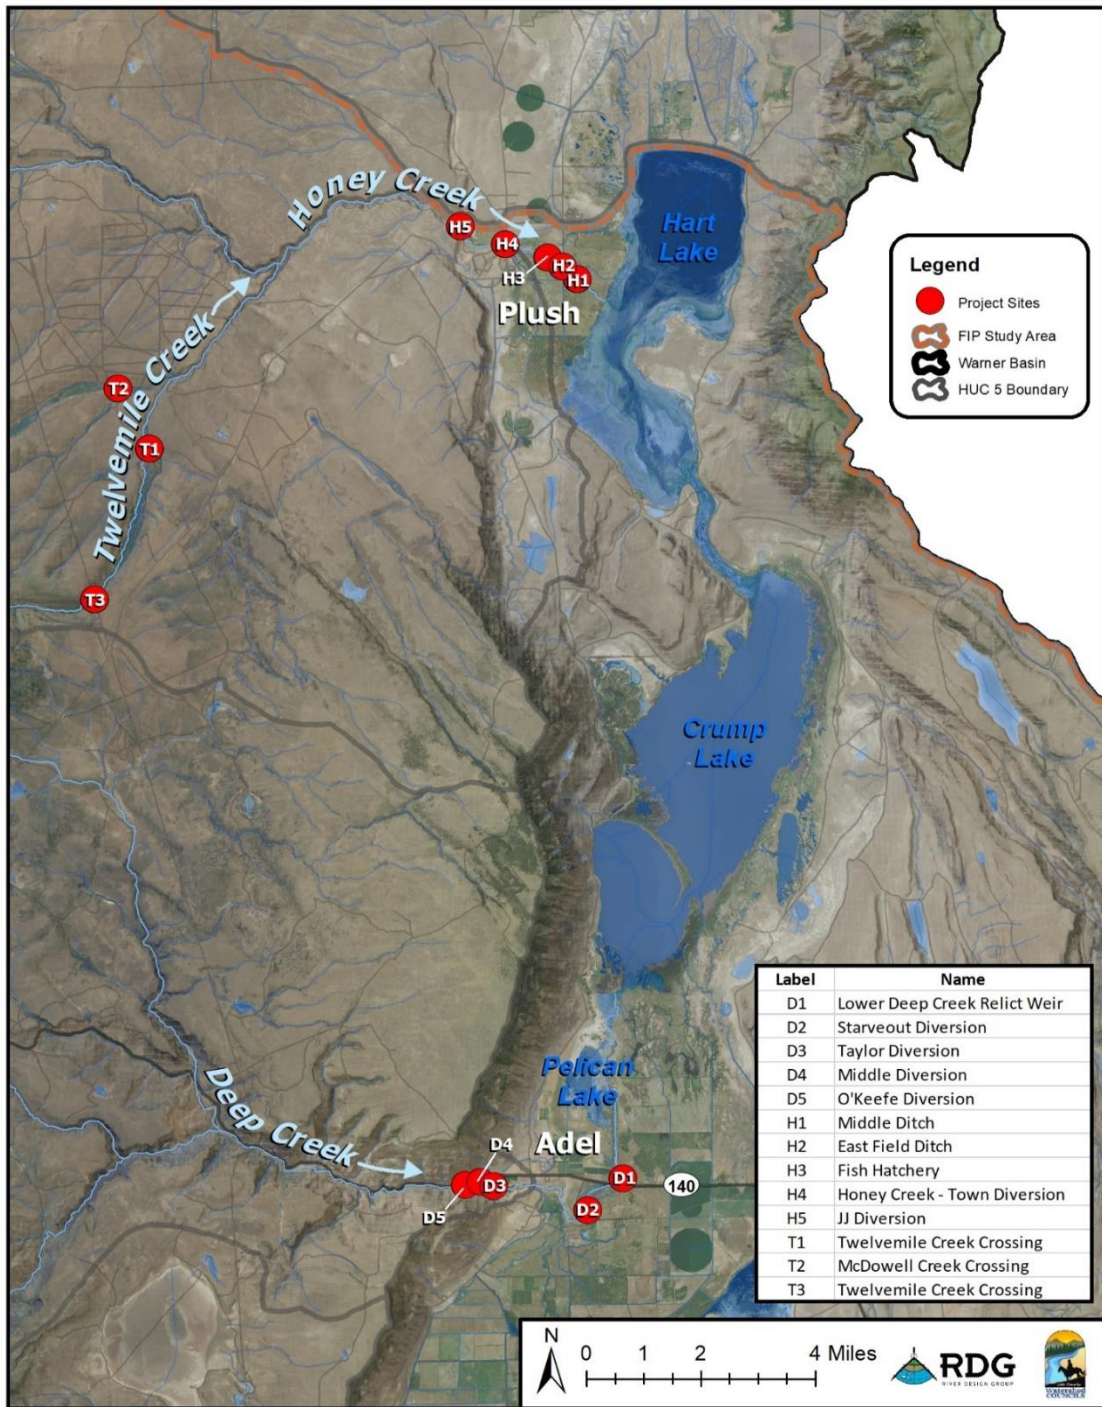 Honey Creek
H5
H4
H3
H2
H1
Plush
Hart
Lake
Twelvemile Creek
T2
T1
T3
Legend
Project Sites
FIP Study Area
Warner Basin
HUC 5 Boundary
Crump
Lake
Pelican
Lake
Deep Creek
Adel
D4
D3
D5
D1
D2
140
Label Name
D1 Lower Deep Creek Relict Weir
D2 Starveout Diversion
D3 Taylor Diversion
D4 Middle Diversion
D5 O'Keefe Diversion
H1 Middle Ditch
H2 East Field Ditch
H3 Fish Hatchery
H4 Honey Creek - Town Diversion
H5 JJ Diversion
T1 Twelvemile Creek Crossing
T2 McDowell Creek Crossing
T3 Twelvemile Creek Crossing
N
0 1 2 4 Miles
RDG
RIVER DESIGN GROUP
Watershed
COUNCILS